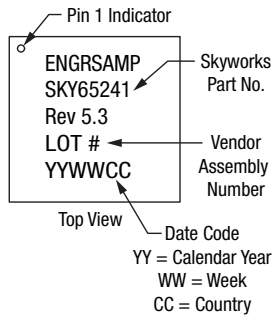 Pin 1 Indicator
ENGRSAMP
SKY65241
Rev 5.3
LOT #
YYWWCC
Skyworks
Part No.
Vendor
Assembly
Number
Top View
Date Code
YY = Calendar Year
WW = Week
CC = Country